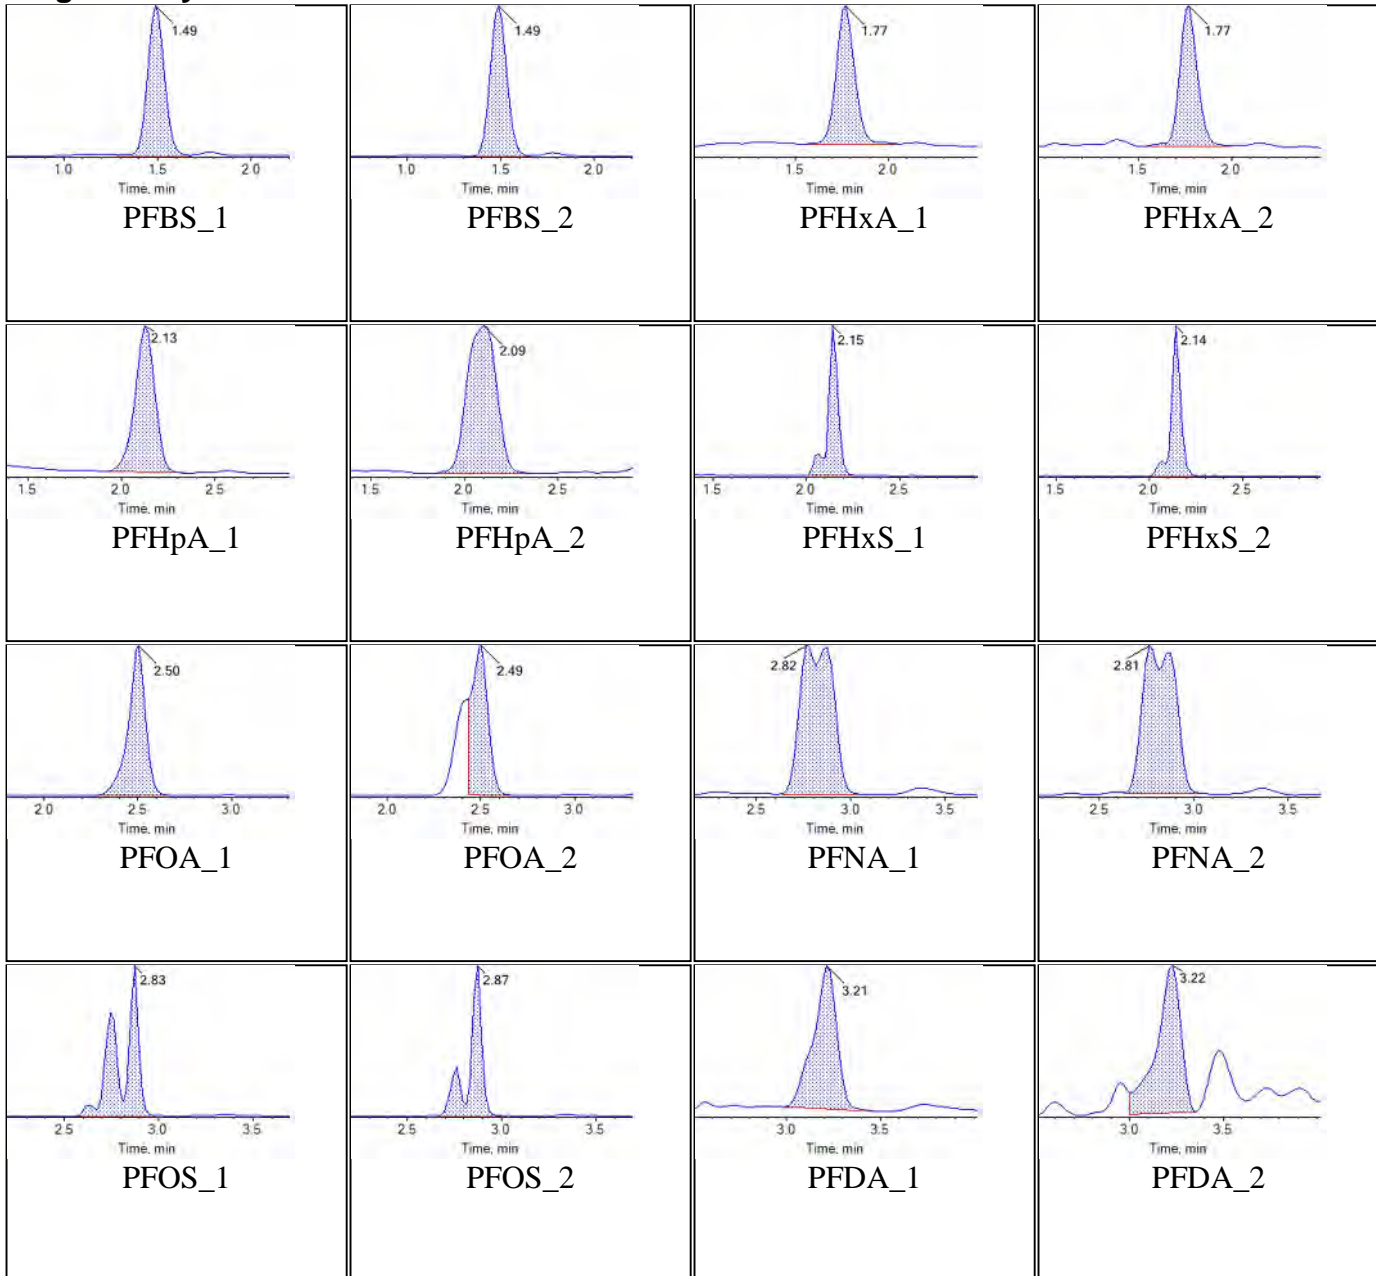 1.49 1.49 1.77 1.77
1.0 1.5 2.0 1.0 1.5 2.0 1.5 2.0 1.5 2.0
Time, min Time, min Time, min Time, min
PFBS_1 PFBS_2 PFHxA_1 PFHxA_2
2.13 2.09 2.15 2.14
1.5 2.0 2.5 1.5 2.0 2.5 1.5 2.0 2.5 1.5 2.0 2.5
Time, min Time, min Time, min Time, min
PFHpA_1 PFHpA_2 PFHxS_1 PFHxS_2
2.50 2.49 2.82 2.81
2.0 2.5 3.0 2.0 2.5 3.0 2.5 3.0 3.5 2.5 3.0 3.5
Time, min Time, min Time, min Time, min
PFOA_1 PFOA_2 PFNA_1 PFNA_2
2.83 2.87 3.21 3.22
2.5 3.0 3.5 2.5 3.0 3.5 3.0 3.5 3.0 3.5
Time, min Time, min Time, min Time, min
PFOS_1 PFOS_2 PFDA_1 PFDA_2